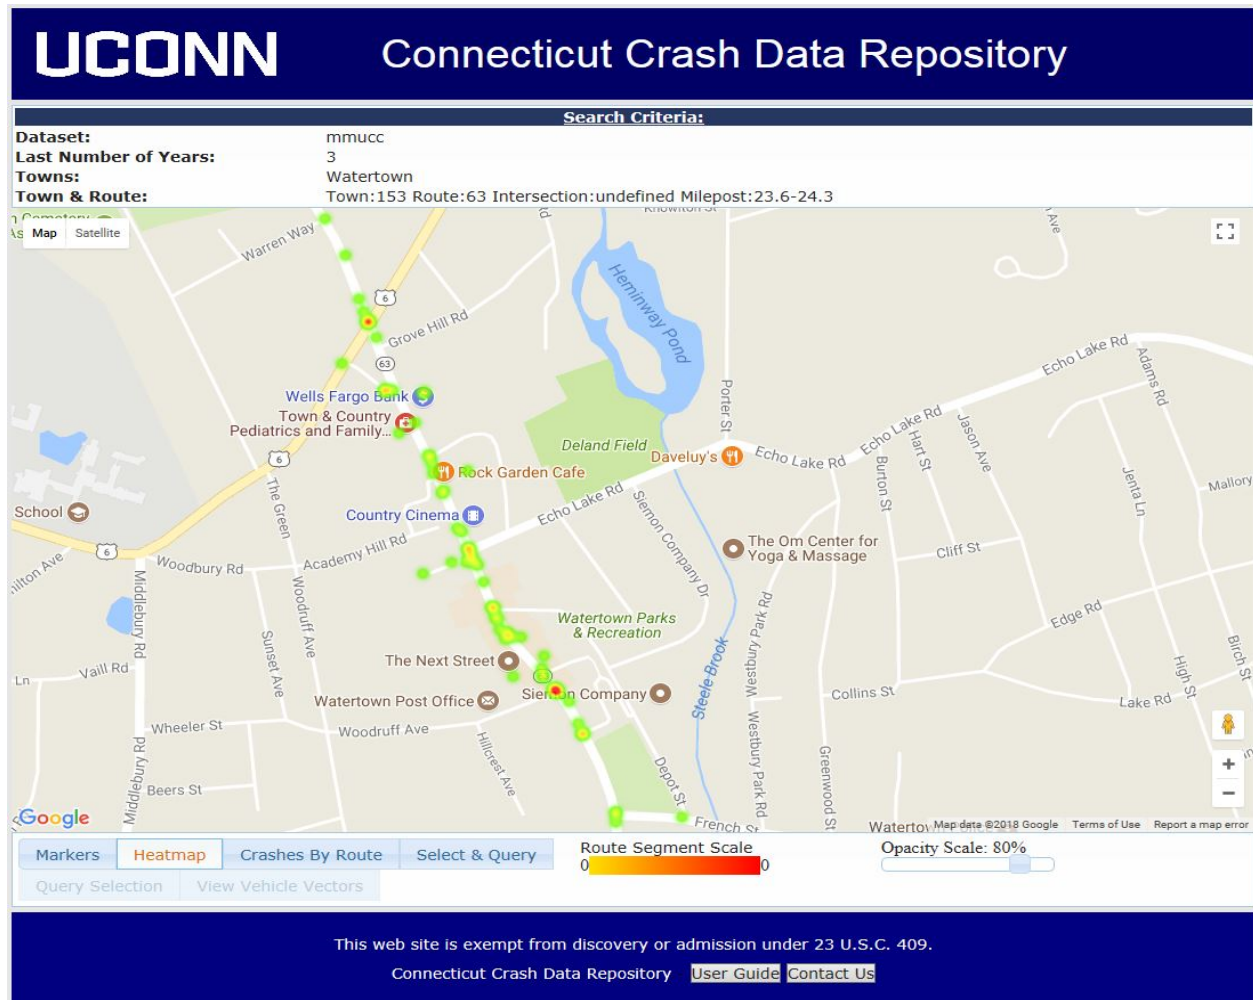 UCONN Connecticut Crash Data Repository
Search Criteria:
Dataset: mmucc
Last Number of Years: 3
Towns: Watertown
Town & Route: Town:153 Route:63 Intersection:undefined Milepost:23.6-24.3
Map Satellite
Warren Way
Rd
Ave
6
Grove Hill Rd
63
Heminway Pond
Echo Lake Rd
Adams Rd
Wells Fargo Bank
Town & Country
Pediatrics and Family...
Porter St
Deland Field
Daveluy's
Echo Lake Rd
Echo Lake Rd
Hart St
Jason Ave
Burton St
Jenta Ln
Mallory
6
Rock Garden Cafe
The Green
School
Country Cinema
Echo Lake Rd
Siemon Company Dr
Academy Hill Rd
The Om Center for
Yoga & Massage
Cliff St
6
Woodbury Rd
Middlebury Rd
Woodruff Ave
Sunset Ave
Watertown Parks
& Recreation
Westbury Park Rd
Edge Rd
Birch St
High St
Vaill Rd
Ln
The Next Street
Watertown Post Office
Siemon Company
Steele Brook
Collins St
Lake Rd
Wheeler St
Woodruff Ave
Hillcrest Ave
Middlebury Rd
Beers St
Depot St
Westbury Park Rd
Greenwood St
French St
Google
Map data ©2018 Google Terms of Use Report a map error
Markers Heatmap Crashes By Route Select & Query
Query Selection View Vehicle Vectors
Route Segment Scale
0 0
Opacity Scale: 80%
This web site is exempt from discovery or admission under 23 U.S.C. 409.
Connecticut Crash Data Repository User Guide Contact Us